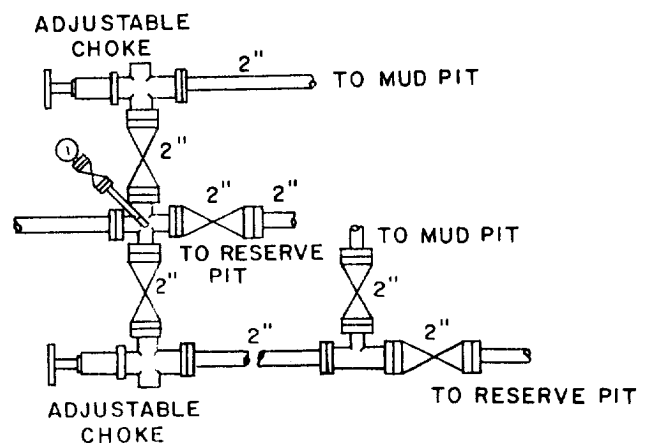 ADJUSTABLE
CHOKE
2"
TO MUD PIT
1
2"
2"
2"
TO RESERVE
PIT
TO MUD PIT
2"
2"
2"
2"
TO RESERVE PIT
ADJUSTABLE
CHOKE